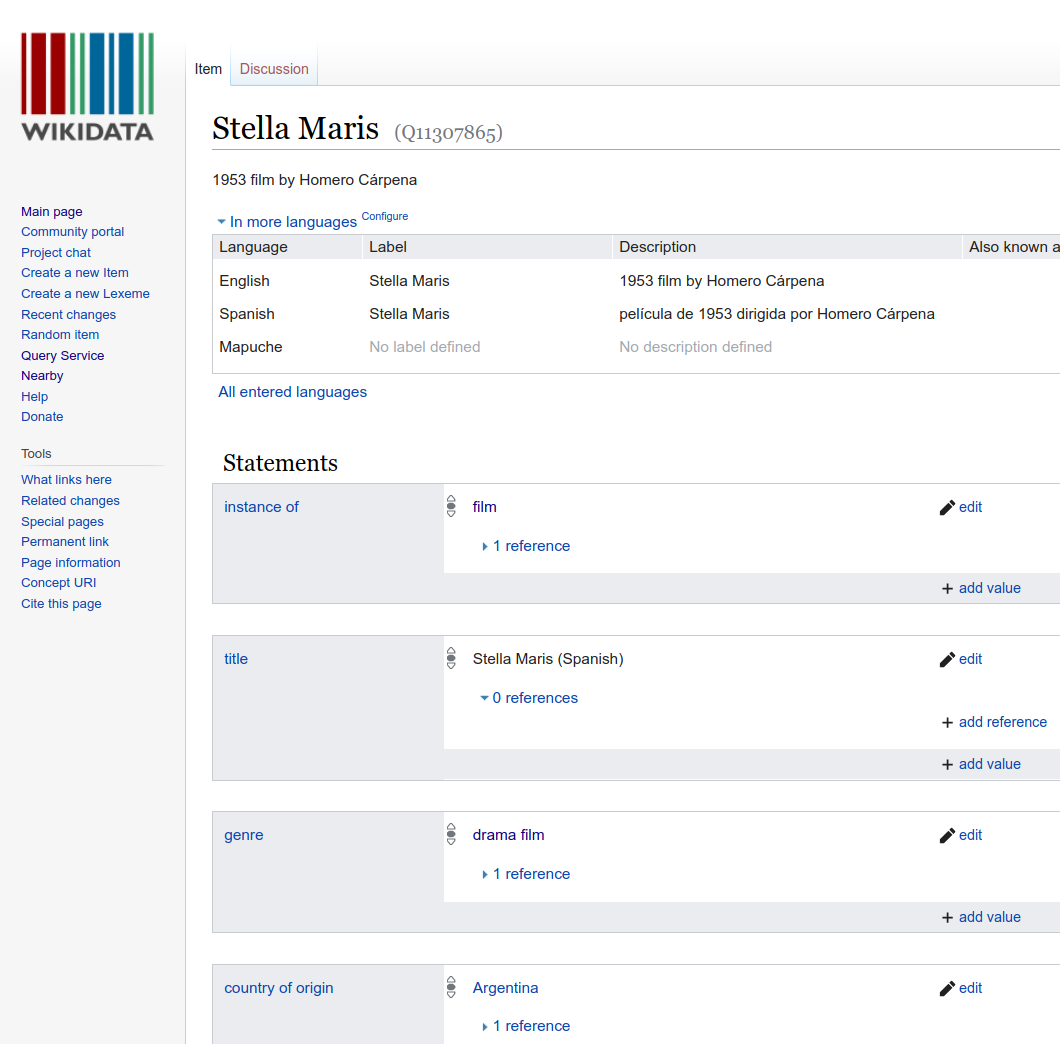 WIKIDATA
Item Discussion
Stella Maris (Q11307865)
1953 film by Homero Cárpena
Main page
Community portal
Project chat
Create a new Item
Create a new Lexeme
Recent changes
Random item
Query Service
Nearby
Help
Donate
Tools
What links here
Related changes
Special pages
Permanent link
Page information
Concept URI
Cite this page
In more languages Configure
Language Label Description Also known a
English Stella Maris 1953 film by Homero Cárpena
Spanish Stella Maris película de 1953 dirigida por Homero Cárpena
Mapuche No label defined No description defined
All entered languages
Statements
instance of film edit
1 reference
+ add value
title Stella Maris (Spanish) edit
0 references
+ add reference
+ add value
genre drama film edit
1 reference
+ add value
country of origin Argentina edit
1 reference